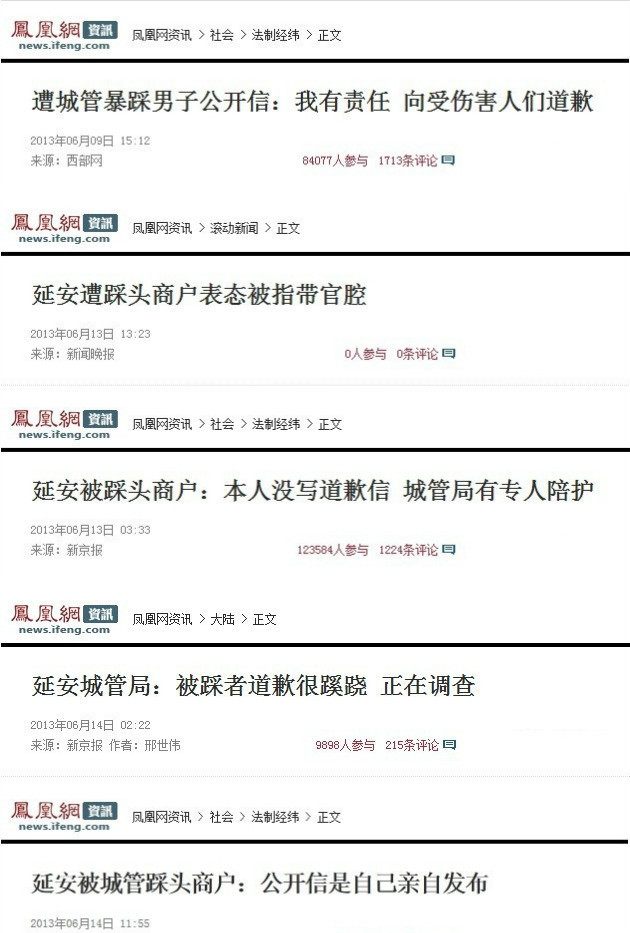 鳳凰網 資訊 凤凰网资讯 > 社会 > 法制经纬 > 正文
news.ifeng.com
遭城管暴踩男子公开信：我有责任 向受伤害人们道歉
2013年06月09日 15:12
来源：西部网 84077人参与 1713条评论
鳳凰網 資訊 凤凰网资讯 > 滚动新闻 > 正文
news.ifeng.com
延安遭踩头商户表态被指带官腔
2013年06月13日 13:23
来源：新闻晚报 0人参与 0条评论
鳳凰網 資訊 凤凰网资讯 > 社会 > 法制经纬 > 正文
news.ifeng.com
延安被踩头商户：本人没写道歉信 城管局有专人陪护
2013年06月13日 03:33
来源：新京报 123584人参与 1224条评论
鳳凰網 資訊 凤凰网资讯 > 大陆 > 正文
news.ifeng.com
延安城管局：被踩者道歉很蹊跷 正在调查
2013年06月14日 02:22
来源：新京报 作者：邢世伟 9898人参与 215条评论
鳳凰網 資訊 凤凰网资讯 > 社会 > 法制经纬 > 正文
news.ifeng.com
延安被城管踩头商户：公开信是自己亲自发布
2013年06月14日 11:55